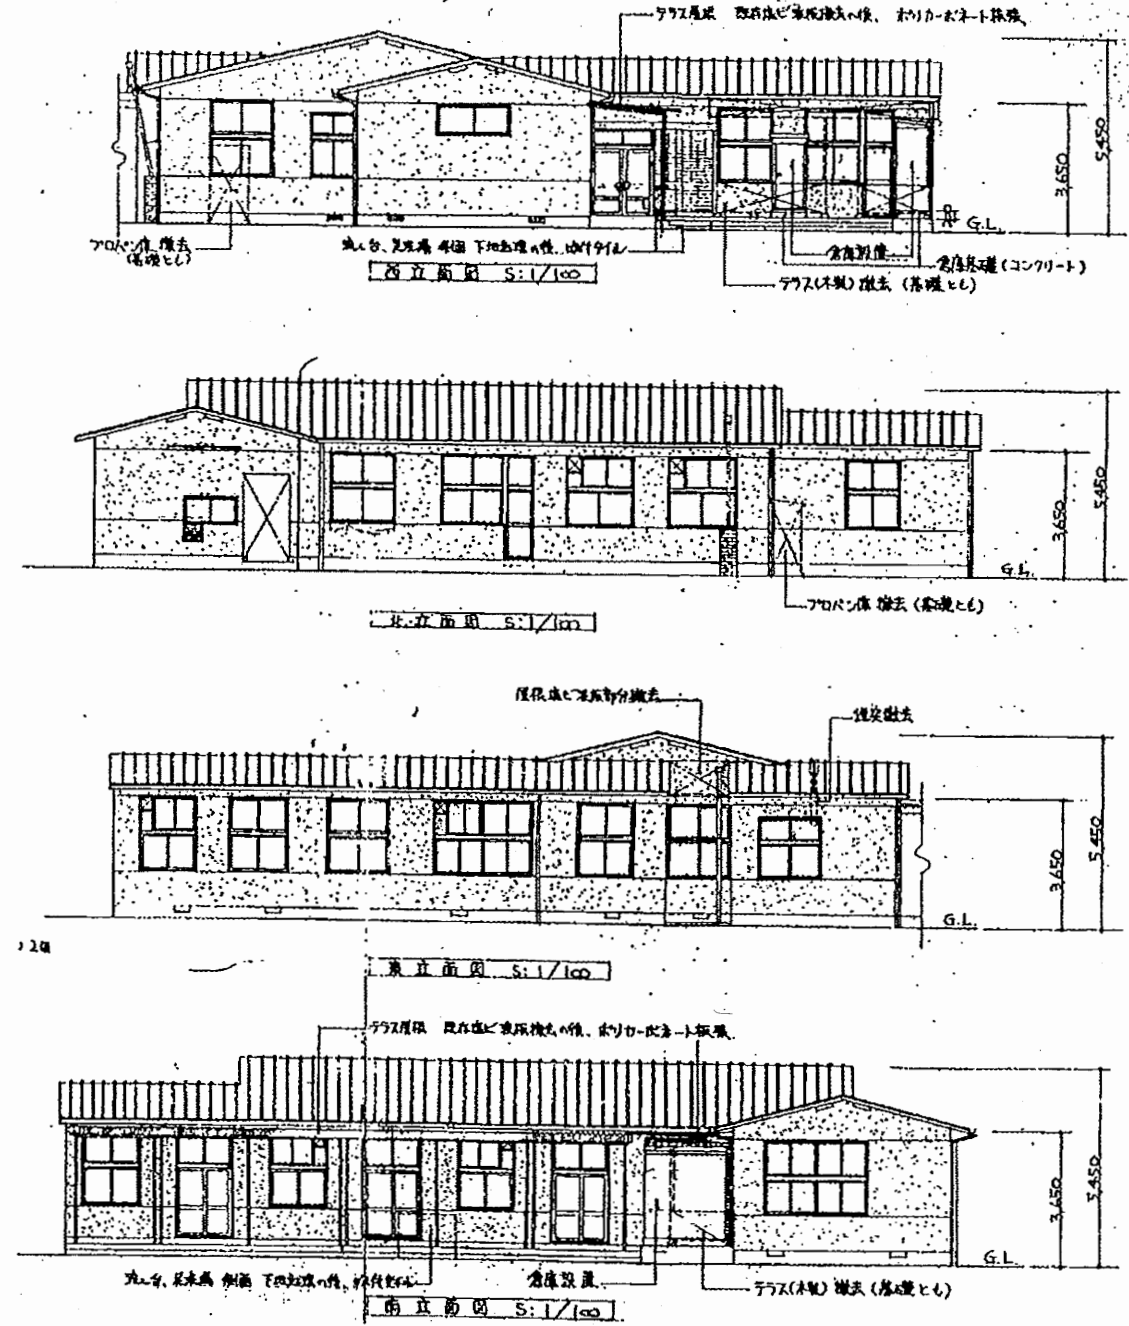 テラス屋根 既存塩ビ波板撤去の後、ポリカーボネート板張
3,650
5,450
G.L.
プロパン庫 撤去
(基礎とも)
流し台、足洗場 側面 下地処理の後、
倉庫設置
倉庫基礎(コンクリート)
テラス(木製)撤去(基礎とも)
西立面図 S:1/100
3,650
5,450
G.L.
プロパン庫 撤去(基礎とも)
北立面図 S:1/100
屋根塩ビ波板部分撤去
煙突撤去
3,650
5,450
G.L.
東立面図 S:1/100
テラス屋根 既存塩ビ波板撤去の後、ポリカーボネート板張
3,650
5,450
G.L
流し台、足洗場 側面 下地処理の後、
倉庫設置
テラス(木製)撤去(基礎とも)
南立面図 S:1/100